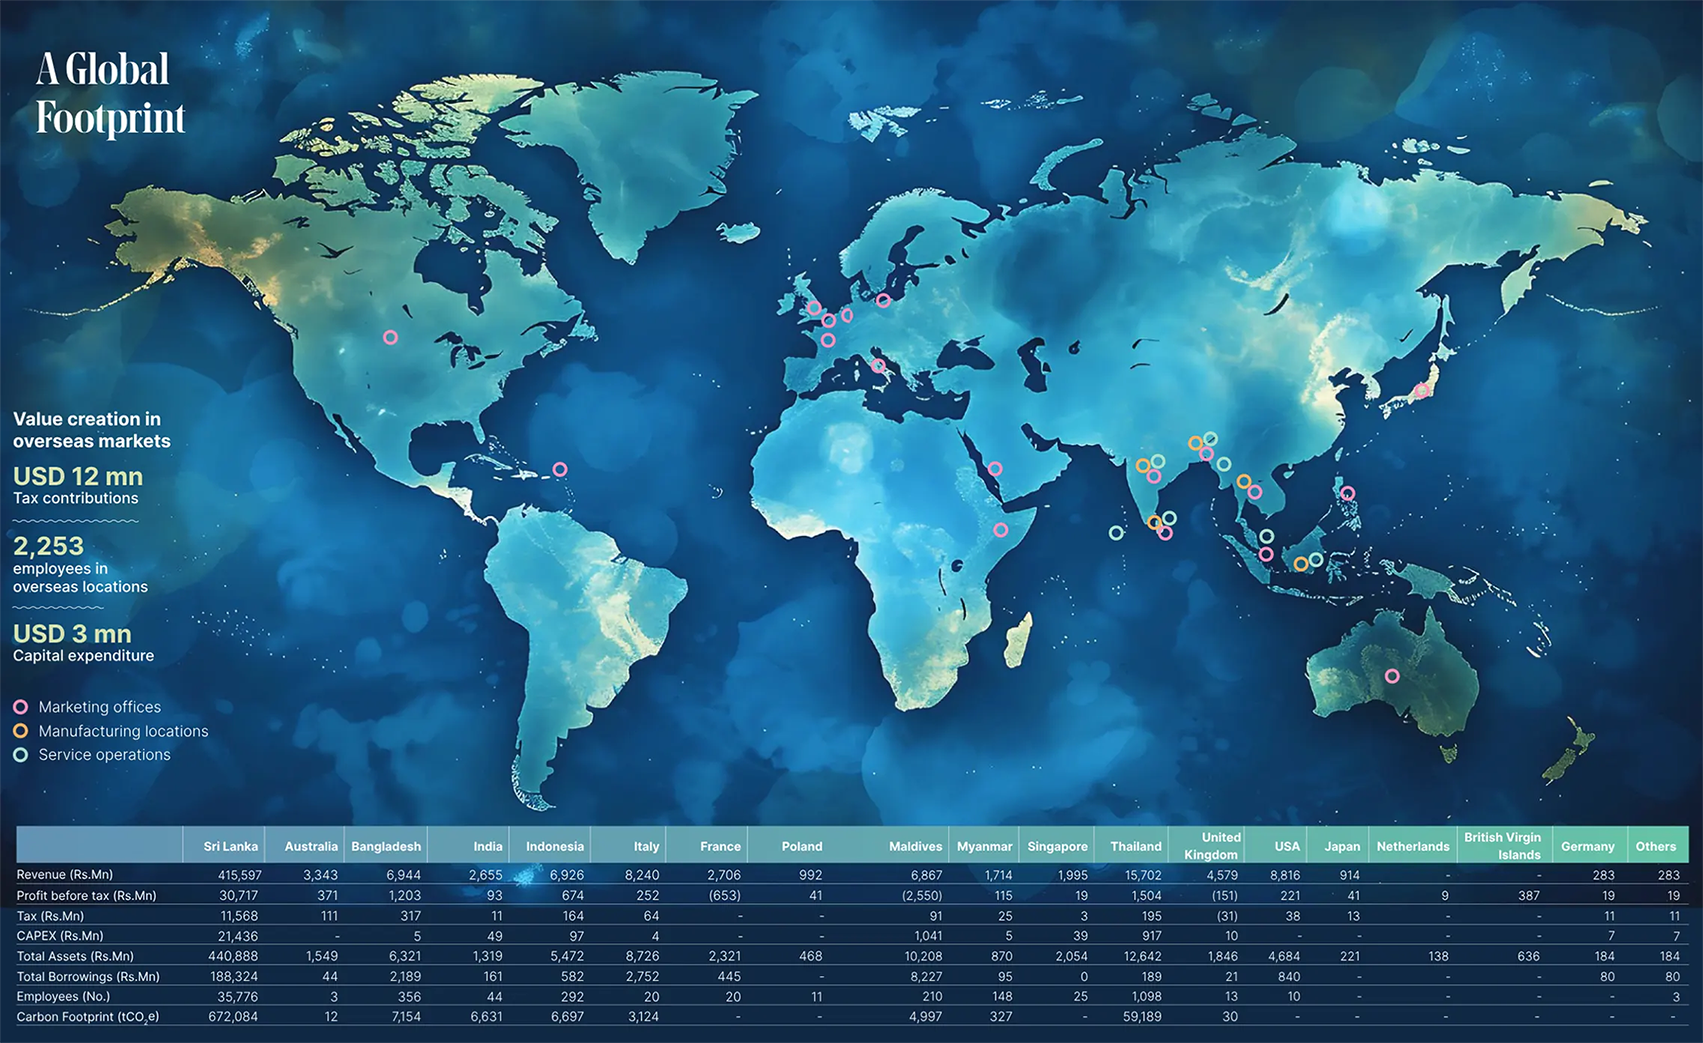 A Global
Footprint
Value creation in
overseas markets
USD 12 mn
Tax contributions
2,253
employees in
overseas locations
USD 3 mn
Capital expenditure
Marketing offices
Manufacturing locations
Service operations
Sri Lanka Australia Bangladesh India Indonesia Italy France Poland Maldives Myanmar Singapore Thailand United Kingdom USA Japan Netherlands British Virgin Islands Germany Others
Revenue (Rs.Mn) 415,597 3,343 6,944 2,655 6,926 8,240 2,706 992 6,867 1,714 1,995 15,702 4,579 8,816 914 - - 283 283
Profit before tax (Rs.Mn) 30,717 371 1,203 93 674 252 (653) 41 (2,550) 115 19 1,504 (151) 221 41 9 387 19 19
Tax (Rs.Mn) 11,568 111 317 11 164 64 - - 91 25 3 195 (31) 38 13 - - 11 11
CAPEX (Rs.Mn) 21,436 - 5 49 97 4 - - 1,041 5 39 917 10 - - - - 7 7
Total Assets (Rs.Mn) 440,888 1,549 6,321 1,319 5,472 8,726 2,321 468 10,208 870 2,054 12,642 1,846 4,684 221 138 636 184 184
Total Borrowings (Rs.Mn) 188,324 44 2,189 161 582 2,752 445 - 8,227 95 0 189 21 840 - - - 80 80
Employees (No.) 35,776 3 356 44 292 20 20 11 210 148 25 1,098 13 10 - - - - 3
Carbon Footprint (tCO₂e) 672,084 12 7,154 6,631 6,697 3,124 - - 4,997 327 - 59,189 30 - - - - - -